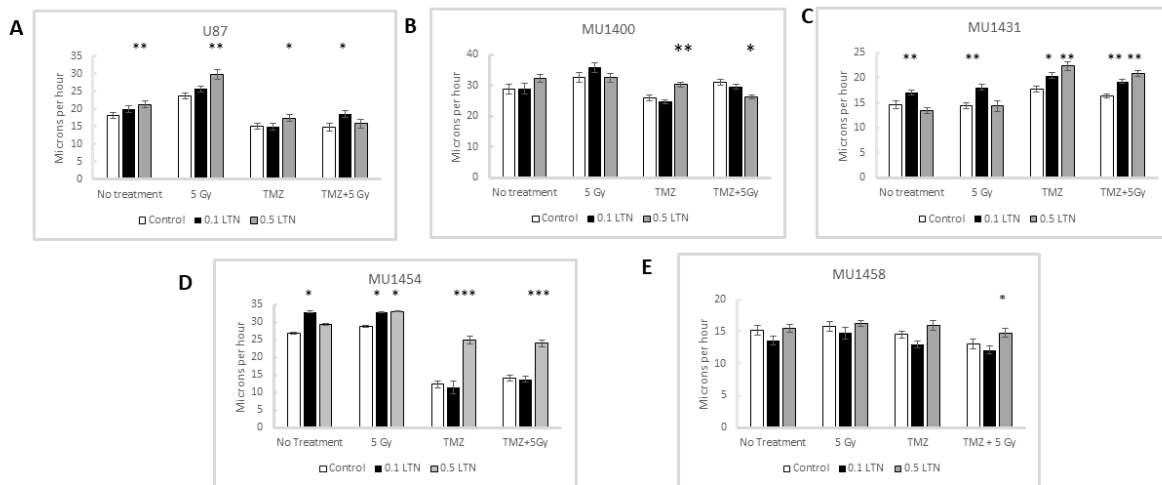 A
U87
** ** * *
Microns per hour
35
30
25
20
15
10
5
0
No treatment 5 Gy TMZ TMZ+5 Gy
Control 0.1 LTN 0.5 LTN
B
MU1400
** *
Microns per hour
40
30
20
10
0
No treatment 5 Gy TMZ TMZ+5Gy
Control 0.1 LTN 0.5 LTN
C
MU1431
** ** * ** ** **
Microns per hour
25
20
15
10
5
0
No treatment 5 Gy TMZ TMZ+5Gy
Control 0.1 LTN 0.5 LTN
D
MU1454
* * * *** ***
Microns per hour
35
30
25
20
15
10
5
0
No Treatment 5 Gy TMZ TMZ+5Gy
Control 0.1 LTN 0.5 LTN
E
MU1458
*
Microns per hour
20
15
10
5
0
No Treatment 5 Gy TMZ TMZ + 5 Gy
Control 0.1 LTN 0.5 LTN